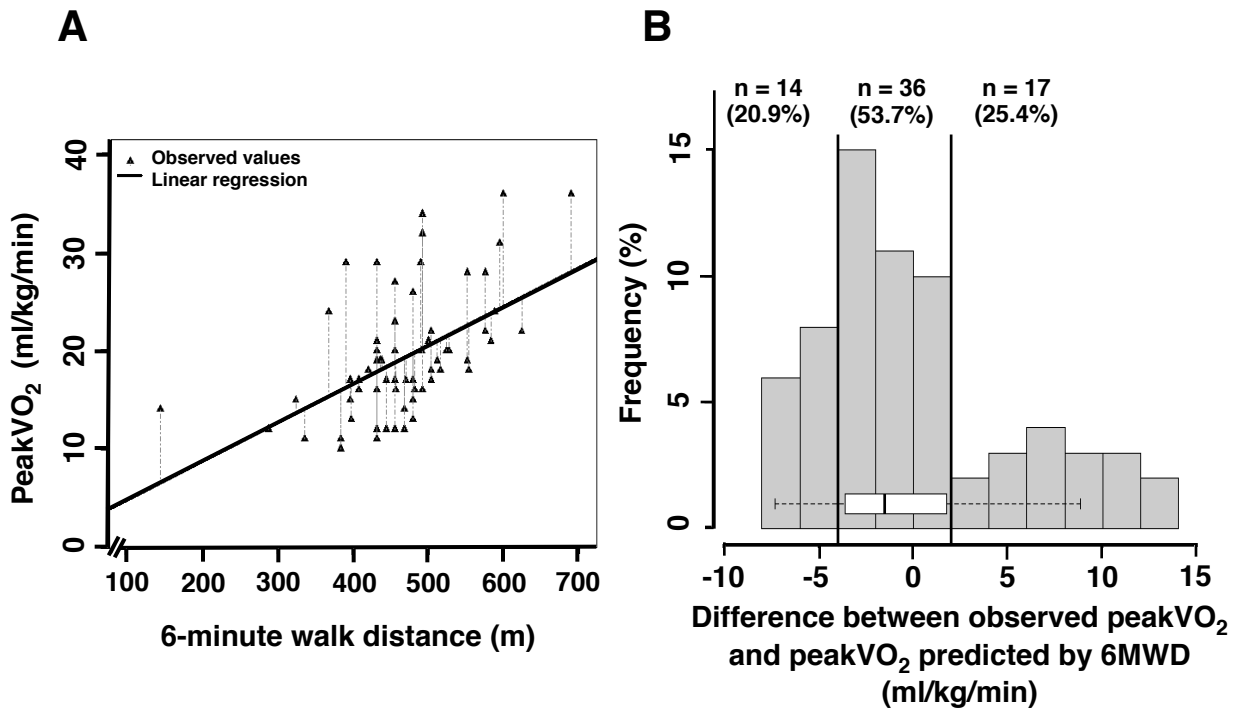 A
PeakVO2 (ml/kg/min)
40
30
20
10
0
Observed values
Linear regression
100 200 300 400 500 600 700
6-minute walk distance (m)
B
n = 14 n = 36 n = 17
(20.9%) (53.7%) (25.4%)
Frequency (%)
15
10
5
0
-10 -5 0 5 10 15
Difference between observed peakVO2
and peakVO2 predicted by 6MWD
(ml/kg/min)